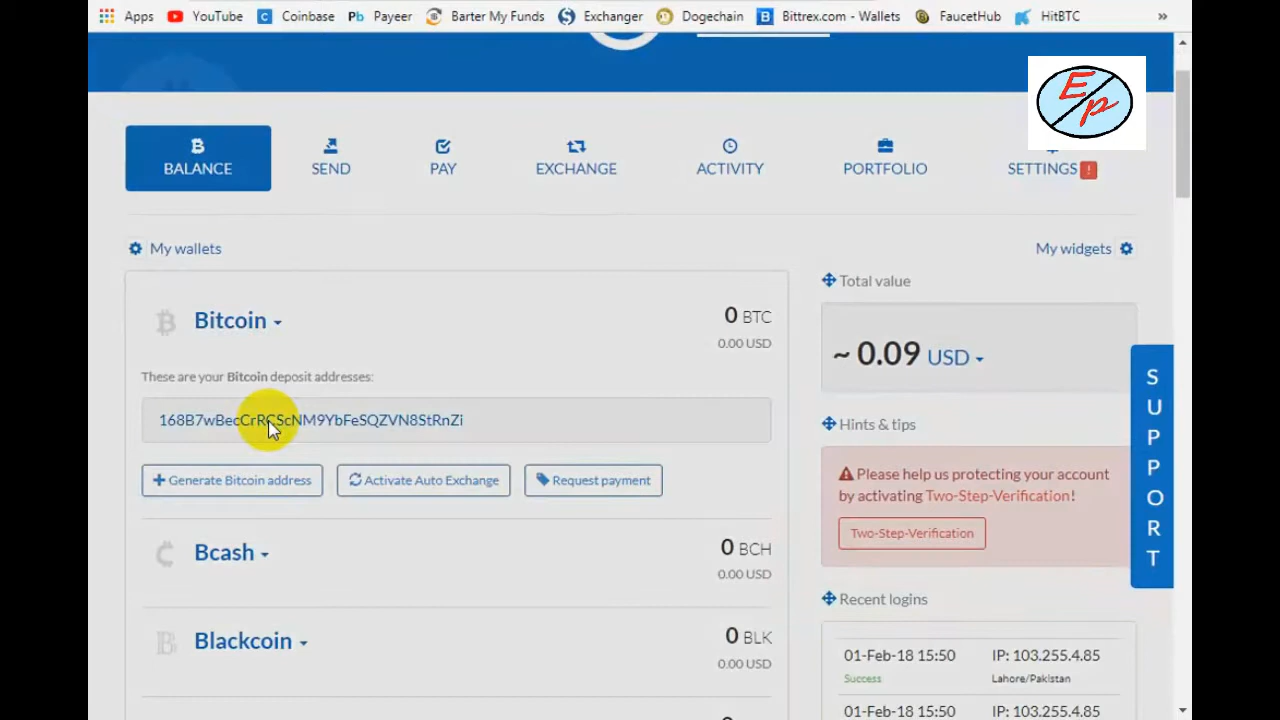 Apps YouTube Coinbase Payeer Barter My Funds Exchanger Dogechain Bittrex.com - Wallets FaucetHub HitBTC »
EP
BALANCE SEND PAY EXCHANGE ACTIVITY PORTFOLIO SETTINGS !
My wallets
My widgets
Bitcoin
0 BTC
0.00 USD
These are your Bitcoin deposit addresses:
168B7wBecCrRCScNM9YbFeSQZVN8StRnZi
Generate Bitcoin address Activate Auto Exchange Request payment
Bcash
0 BCH
0.00 USD
Blackcoin
0 BLK
0.00 USD
Total value
~ 0.09 USD
Hints & tips
Please help us protecting your account
by activating Two-Step-Verification!
Two-Step-Verification
Recent logins
01-Feb-18 15:50 IP: 103.255.4.85
Success Lahore/Pakistan
01-Feb-18 15:50 IP: 103.255.4.85
SUPPORT